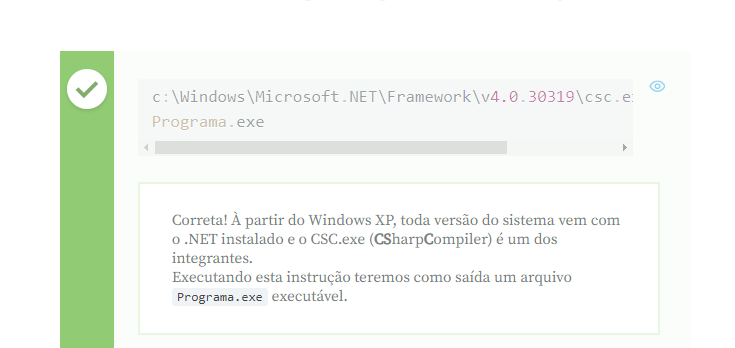 c:\Windows\Microsoft.NET\Framework\v4.0.30319\csc.e
Programa.exe
Correta! À partir do Windows XP, toda versão do sistema vem com
o .NET instalado e o CSC.exe (CSharpCompiler) é um dos
integrantes.
Executando esta instrução teremos como saída um arquivo
Programa.exe executável.